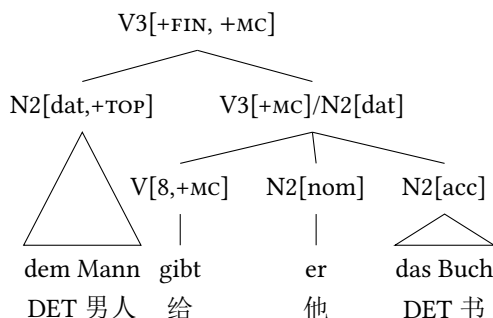 V3[+FIN, +MC]
N2[dat,+TOP] V3[+MC]/N2[dat]
V[8,+MC] N2[nom] N2[acc]
dem Mann gibt er das Buch
DET 男人 给 他 DET 书